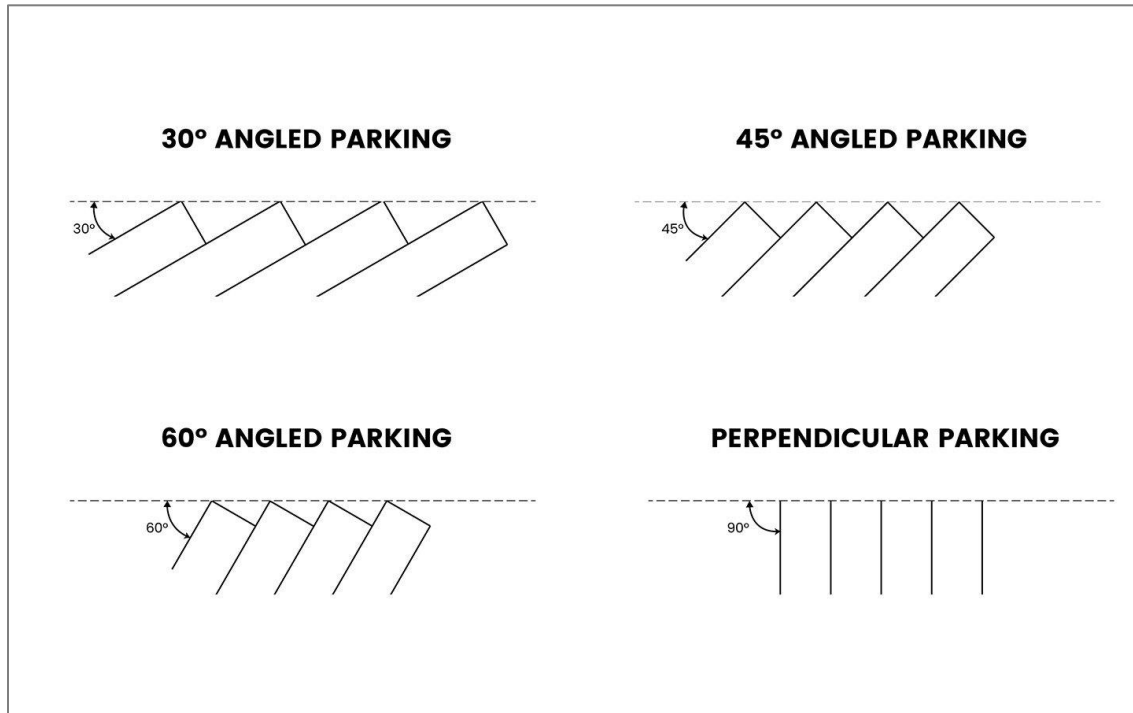 30º ANGLED PARKING
30º
45º ANGLED PARKING
45º
60º ANGLED PARKING
60º
PERPENDICULAR PARKING
90º